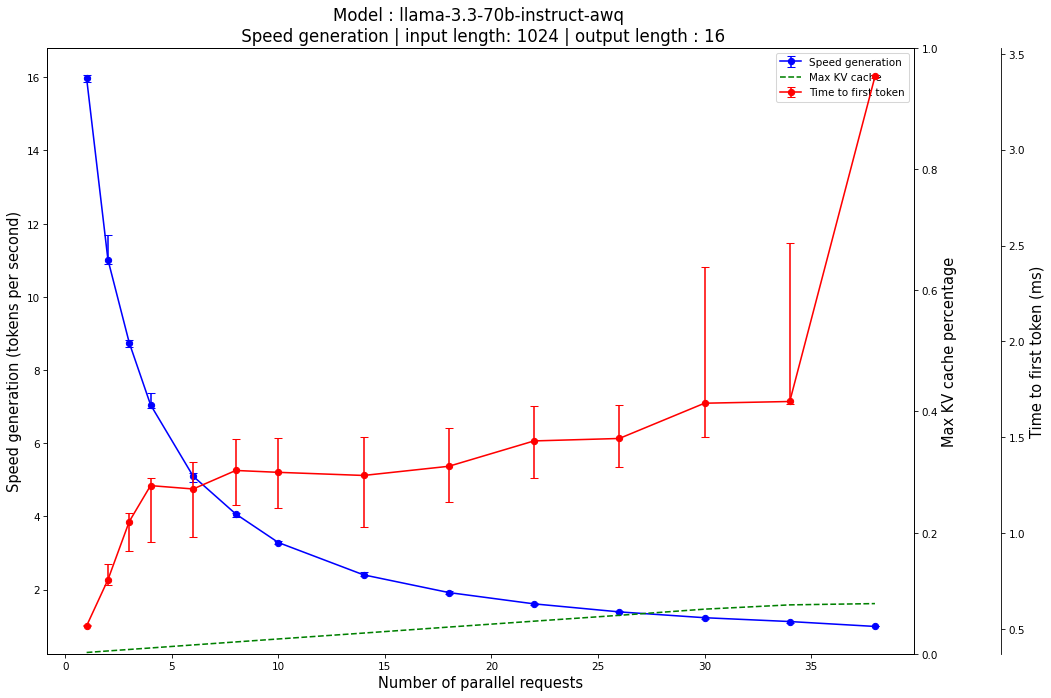 Model : llama-3.3-70b-instruct-awq
Speed generation | input length: 1024 | output length : 16
Speed generation
Max KV cache
Time to first token
Speed generation (tokens per second)
16
14
12
10
8
6
4
2
1.0
0.8
0.6
0.4
0.2
0.0
Max KV cache percentage
3.5
3.0
2.5
2.0
1.5
1.0
0.5
Time to first token (ms)
0 5 10 15 20 25 30 35
Number of parallel requests